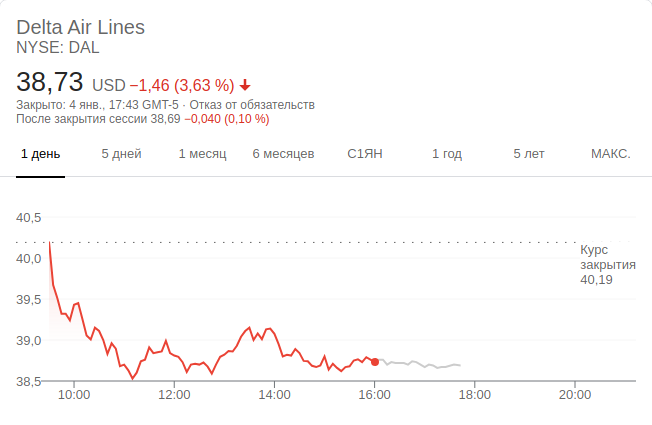 Delta Air Lines
NYSE: DAL
38,73 USD −1,46 (3,63 %)
Закрыто: 4 янв., 17:43 GMT-5 · Отказ от обязательств
После закрытия сессии 38,69 −0,040 (0,10 %)
1 день 5 дней 1 месяц 6 месяцев С1ЯН 1 год 5 лет МАКС.
40,5
Курс
закрытия
40,19
40,0
39,5
39,0
38,5
10:00 12:00 14:00 16:00 18:00 20:00